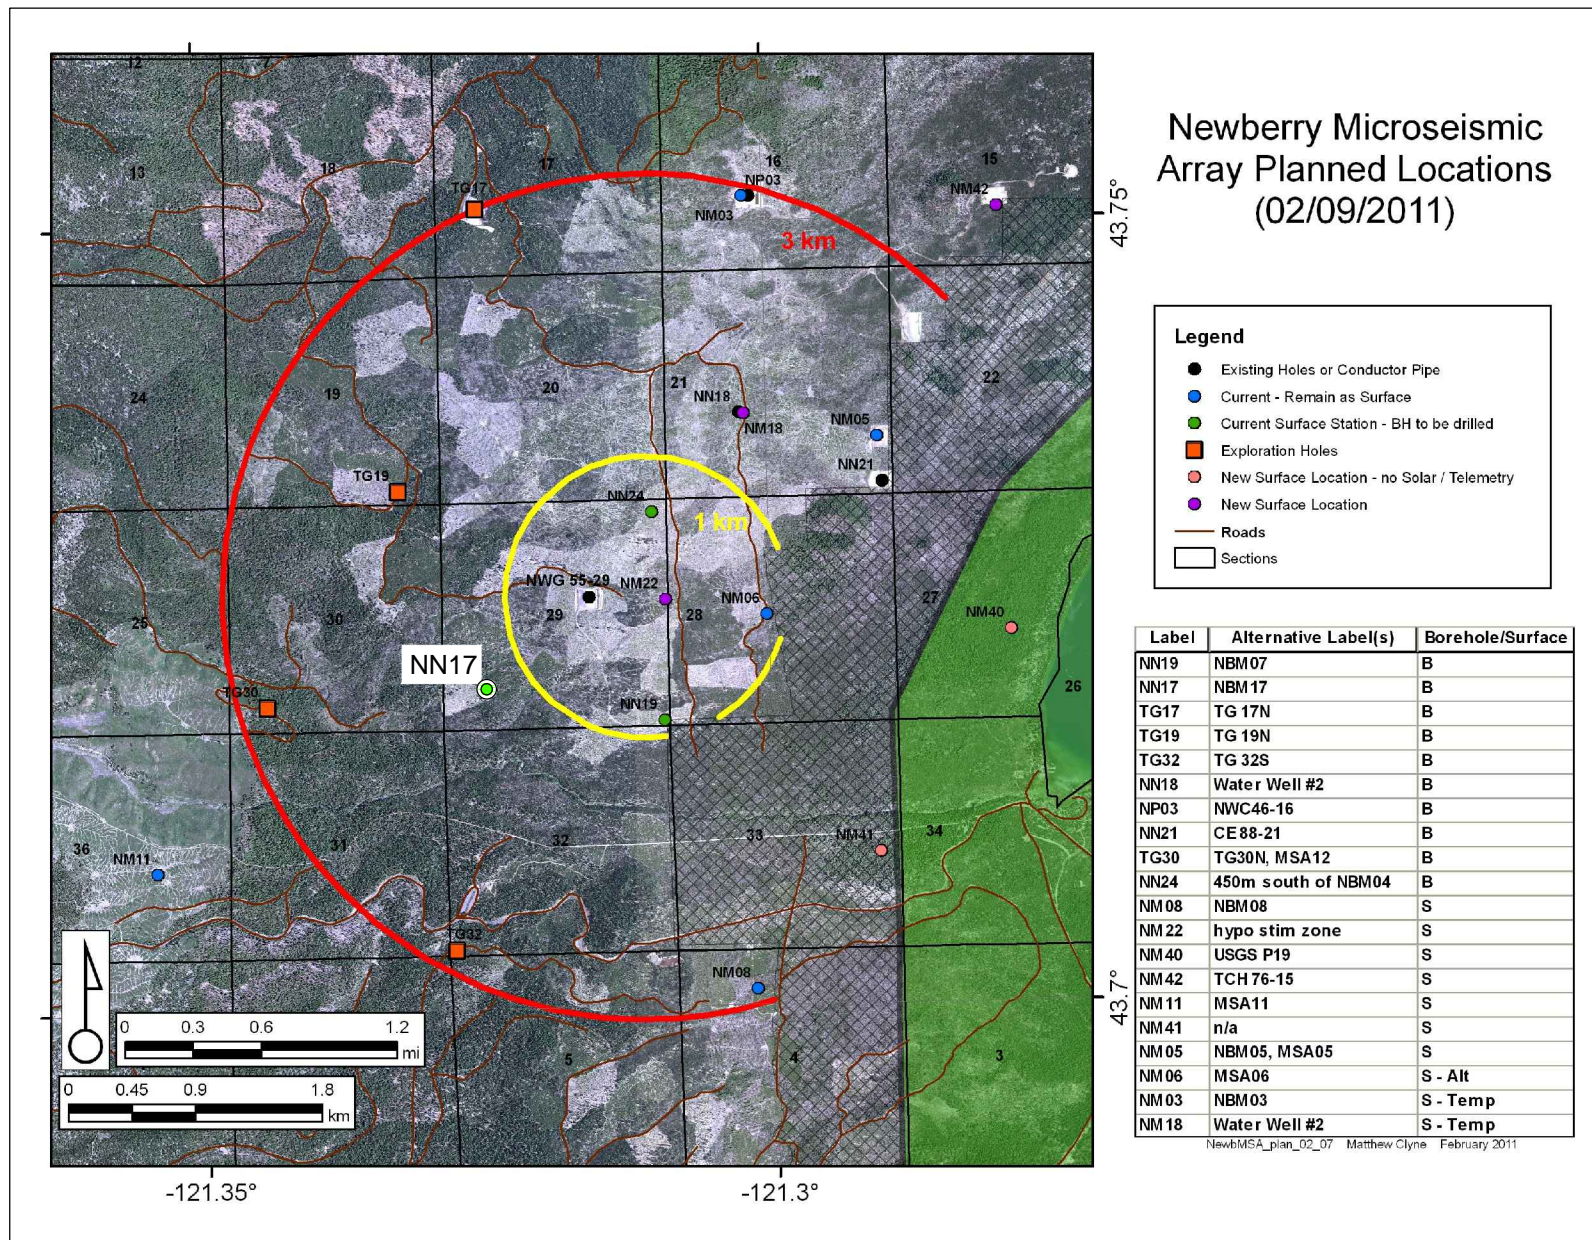 Newberry Microseismic
Array Planned Locations
(02/09/2011)
12
7
13
18
17
16
15
TG17
NP03
NM03
NM42
3 km
43.75°
24
19
20
21
22
NN18
NM18
NM05
NN21
TG19
NN24
1 km
NWG 55-29
NM22
NM06
29
28
27
NM40
25
30
NN17
TG30
NN19
26
36
NM11
31
32
33
NM41
34
TG32
NM08
43.7°
5
4
3
0 0.3 0.6 1.2
mi
0 0.45 0.9 1.8
km
-121.35°
-121.3°
Legend
Existing Holes or Conductor Pipe
Current - Remain as Surface
Current Surface Station - BH to be drilled
Exploration Holes
New Surface Location - no Solar / Telemetry
New Surface Location
Roads
Sections
Label Alternative Label(s) Borehole/Surface
NN19 NBM07 B
NN17 NBM17 B
TG17 TG 17N B
TG19 TG 19N B
TG32 TG 32S B
NN18 Water Well #2 B
NP03 NWC46-16 B
NN21 CE88-21 B
TG30 TG30N, MSA12 B
NN24 450m south of NBM04 B
NM08 NBM08 S
NM22 hypo stim zone S
NM40 USGS P19 S
NM42 TCH 76-15 S
NM11 MSA11 S
NM41 n/a S
NM05 NBM05, MSA05 S
NM06 MSA06 S - Alt
NM03 NBM03 S - Temp
NM18 Water Well #2 S - Temp
NewbMSA_plan_02_07 Matthew Clyne February 2011